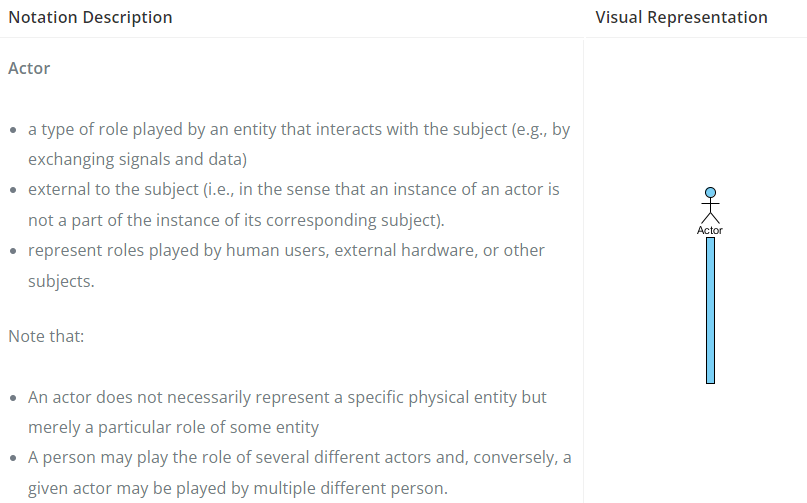 Notation Description
Visual Representation
Actor
a type of role played by an entity that interacts with the subject (e.g., by
exchanging signals and data)
external to the subject (i.e., in the sense that an instance of an actor is
not a part of the instance of its corresponding subject).
represent roles played by human users, external hardware, or other
subjects.
Note that:
An actor does not necessarily represent a specific physical entity but
merely a particular role of some entity
A person may play the role of several different actors and, conversely, a
given actor may be played by multiple different person.
Actor